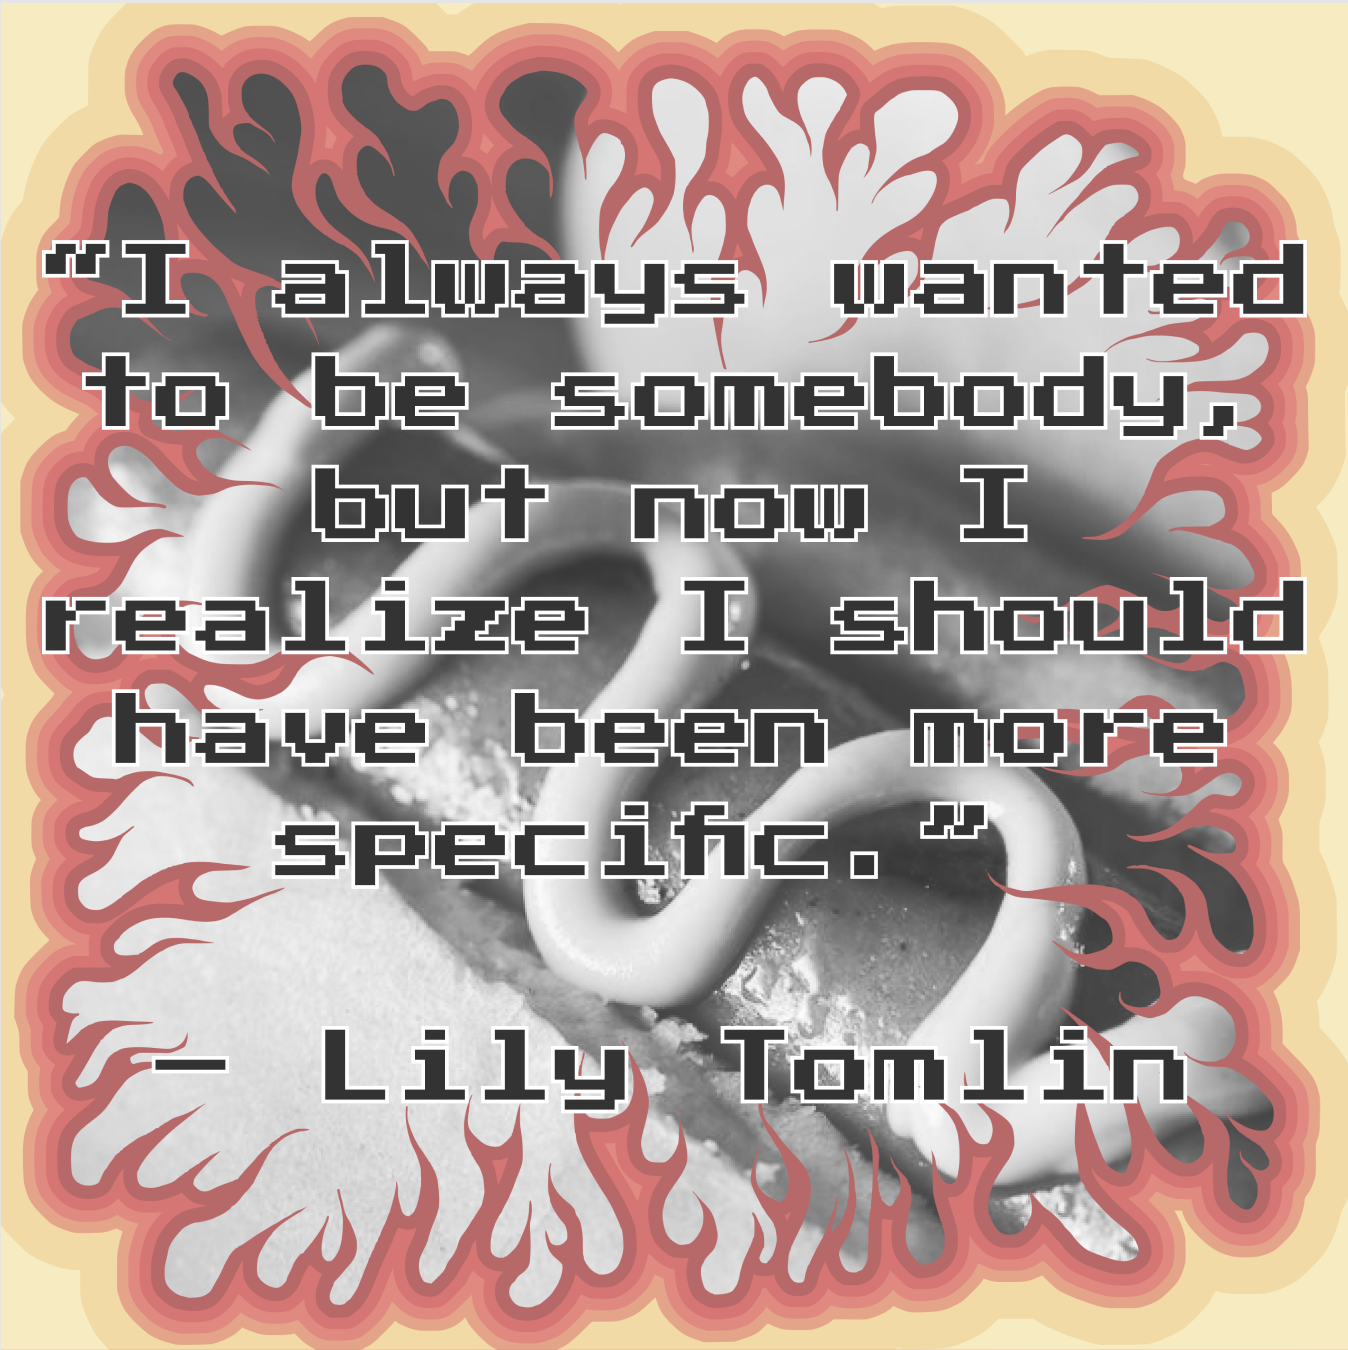 “I always wanted
to be somebody,
but now I
realize I should
have been more
specific.”
— Lily Tomlin